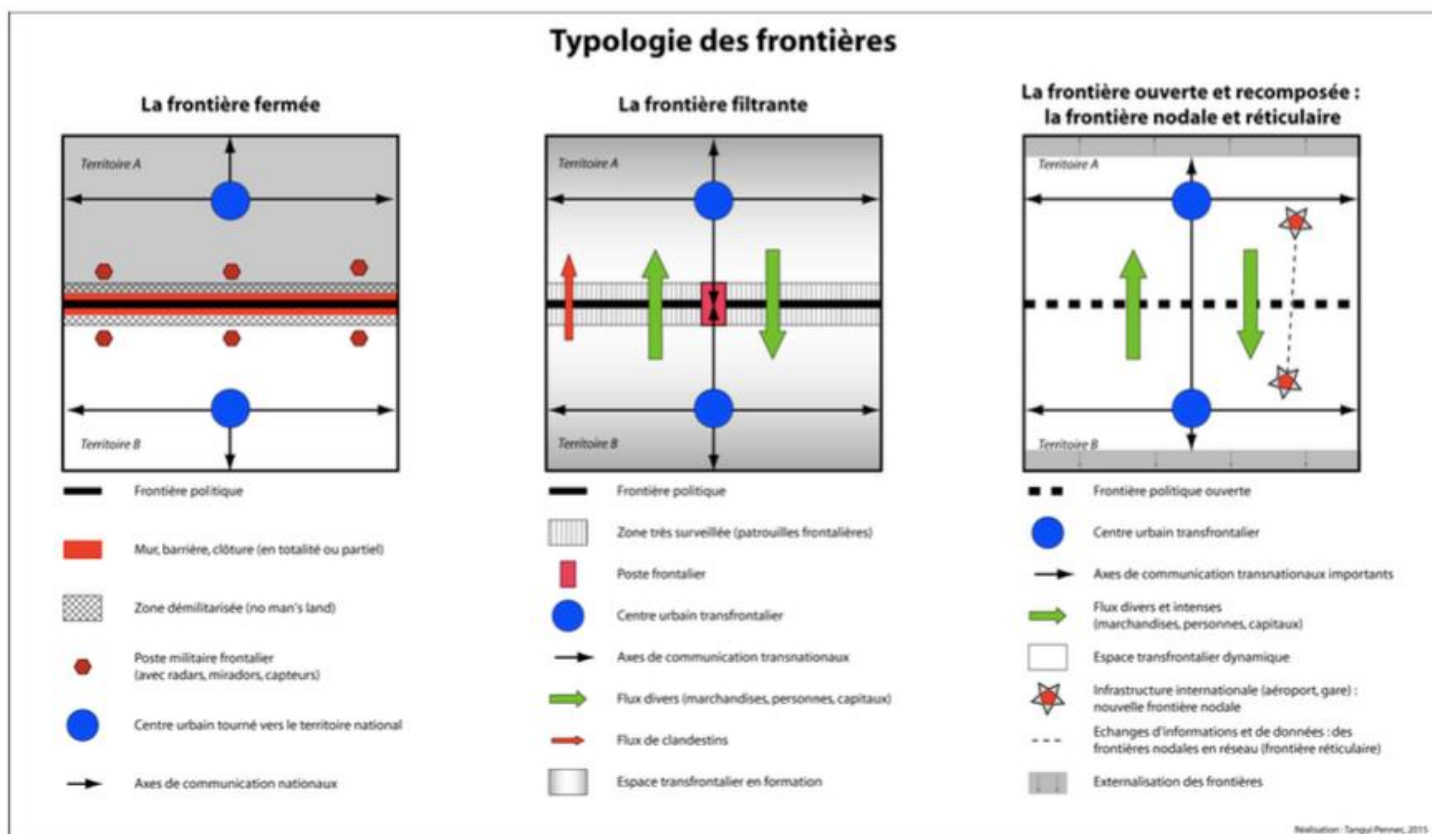 Typologie des frontières
La frontière fermée
Territoire A
Territoire B
Frontière politique
Mur, barrière, clôture (en totalité ou partiel)
Zone démilitarisée (no man's land)
Poste militaire frontalier
(avec radars, miradors, capteurs)
Centre urbain tourné vers le territoire national
Axes de communication nationaux
La frontière filtrante
Territoire A
Territoire B
Frontière politique
Zone très surveillée (patrouilles frontalières)
Poste frontalier
Centre urbain transfrontalier
Axes de communication transnationaux
Flux divers (marchandises, personnes, capitaux)
Flux de clandestins
Espace transfrontalier en formation
La frontière ouverte et recomposée :
la frontière nodale et réticulaire
Territoire A
Territoire B
Frontière politique ouverte
Centre urbain transfrontalier
Axes de communication transnationaux importants
Flux divers et intenses
(marchandises, personnes, capitaux)
Espace transfrontalier dynamique
Infrastructure internationale (aéroport, gare) :
nouvelle frontière nodale
Echanges d'informations et de données : des
frontières nodales en réseau (frontière réticulaire)
Externalisation des frontières
Réalisation : Tangui Pennec, 2015